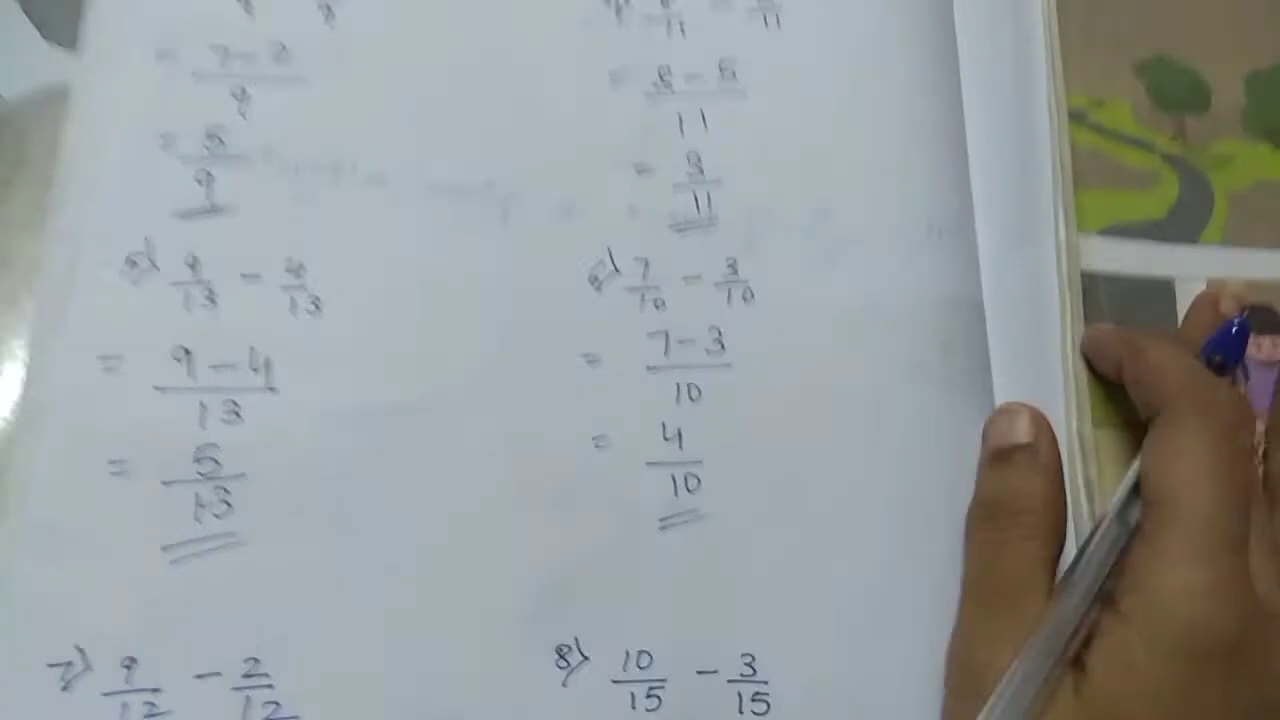 = 7-2/9
= 5/9
= 8-5/11
= 3/11
5) 9/13 - 4/13
= 9-4/13
= 5/13
6) 7/10 - 3/10
= 7-3/10
= 4/10
7) 9/12 - 2/12
8) 10/15 - 3/15